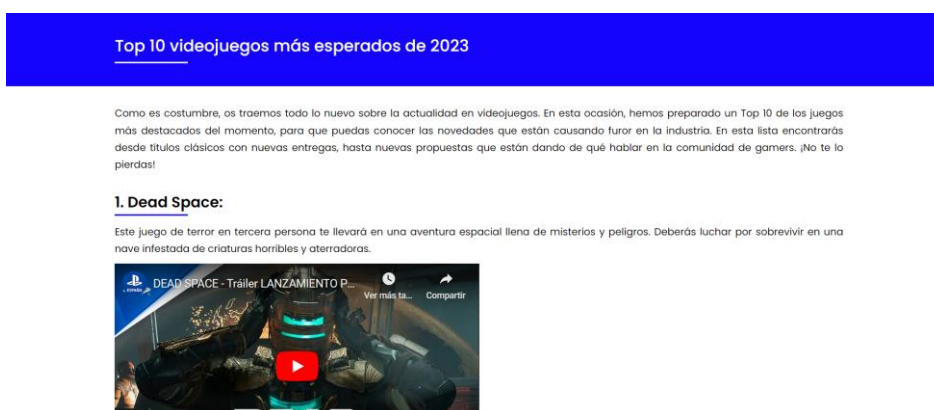 Top 10 videojuegos más esperados de 2023
Como es costumbre, os traemos todo lo nuevo sobre la actualidad en videojuegos. En esta ocasión, hemos preparado un Top 10 de los juegos
más destacados del momento, para que puedas conocer las novedades que están causando furor en la industria. En esta lista encontrarás
desde títulos clásicos con nuevas entregas, hasta nuevas propuestas que están dando de qué hablar en la comunidad de gamers. ¡No te lo
pierdas!
1. Dead Space:
Este juego de terror en tercera persona te llevará en una aventura espacial llena de misterios y peligros. Deberás luchar por sobrevivir en una
nave infestada de criaturas horribles y aterradoras.
DEAD SPACE - Tráiler LANZAMIENTO P...
Ver más ta...
Compartir